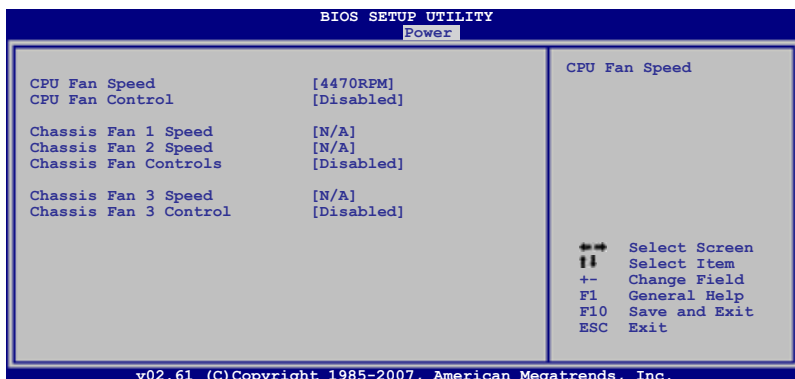 BIOS SETUP UTILITY
Power
CPU Fan Speed [4470RPM]
CPU Fan Control [Disabled]
Chassis Fan 1 Speed [N/A]
Chassis Fan 2 Speed [N/A]
Chassis Fan Controls [Disabled]
Chassis Fan 3 Speed [N/A]
Chassis Fan 3 Control [Disabled]
CPU Fan Speed
←→ Select Screen
↑↓ Select Item
+- Change Field
F1 General Help
F10 Save and Exit
ESC Exit
v02.61 (C)Copyright 1985-2007, American Megatrends, Inc.